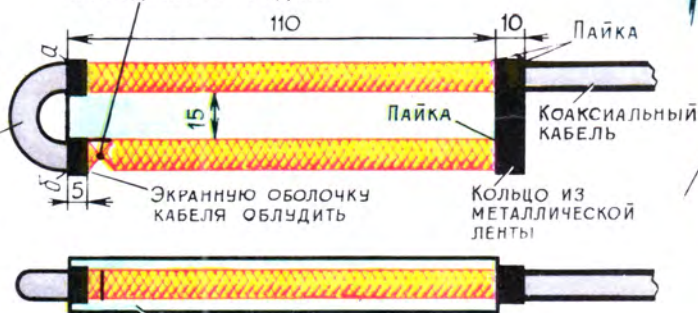 110
10
Пайка
а
15
Пайка
Коаксиальный
кабель
б
5
Экранную оболочку
кабеля облудить
Кольцо из
металлической
ленты